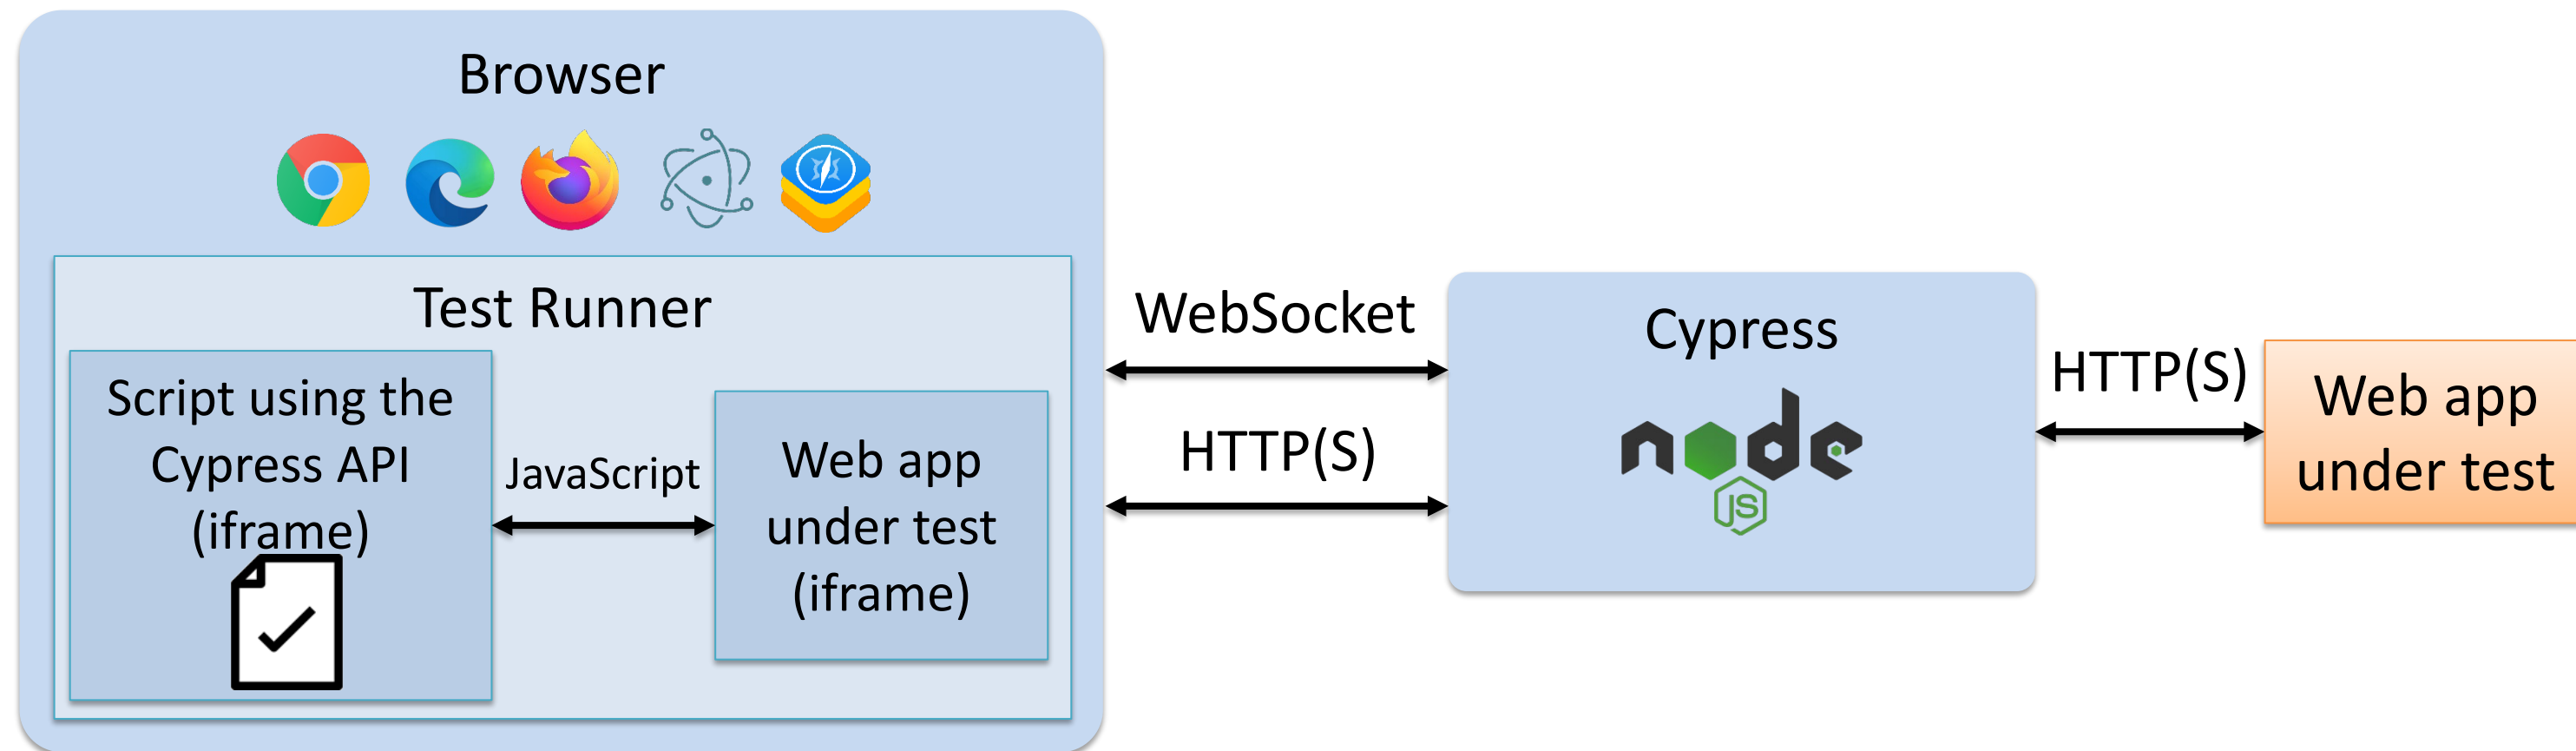 Browser
Test Runner
Script using the
Cypress API
(iframe)
JavaScript
Web app
under test
(iframe)
WebSocket
HTTP(S)
Cypress
node
JS
HTTP(S)
Web app
under test